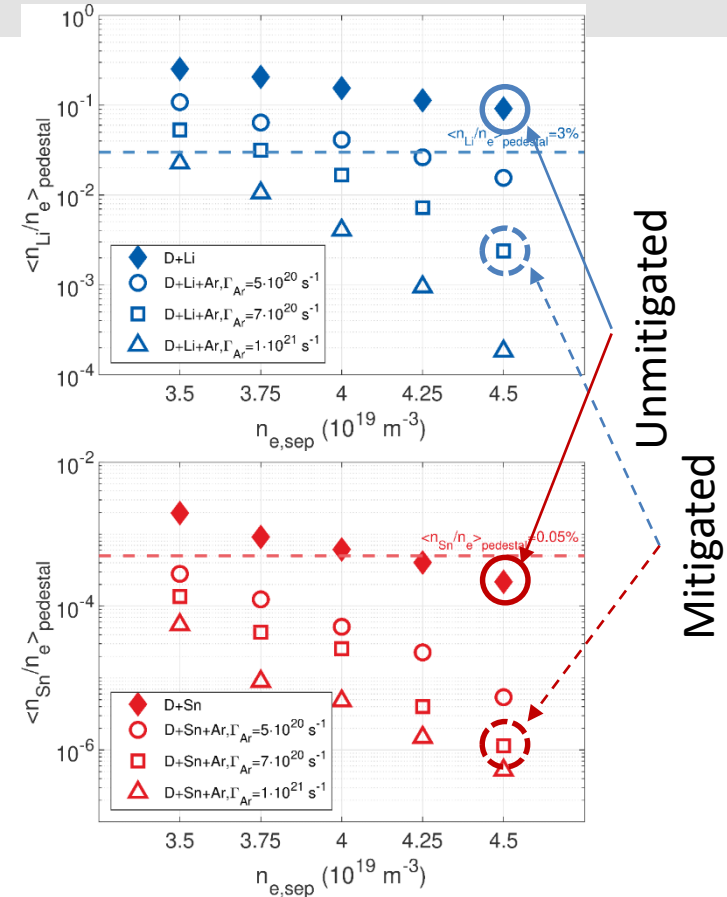 10^0
10^-1
10^-2
10^-3
10^-4
<n_Li/n_e>_pedestal
<n_Li/n_e>_pedestal=3%
D+Li
D+Li+Ar,Γ_Ar=5·10^20 s^-1
D+Li+Ar,Γ_Ar=7·10^20 s^-1
D+Li+Ar,Γ_Ar=1·10^21 s^-1
3.5 3.75 4 4.25 4.5
n_e,sep (10^19 m^-3)
Unmitigated
Mitigated
10^-2
10^-4
10^-6
<n_Sn/n_e>_pedestal
<n_Sn/n_e>_pedestal=0.05%
D+Sn
D+Sn+Ar,Γ_Ar=5·10^20 s^-1
D+Sn+Ar,Γ_Ar=7·10^20 s^-1
D+Sn+Ar,Γ_Ar=1·10^21 s^-1
3.5 3.75 4 4.25 4.5
n_e,sep (10^19 m^-3)